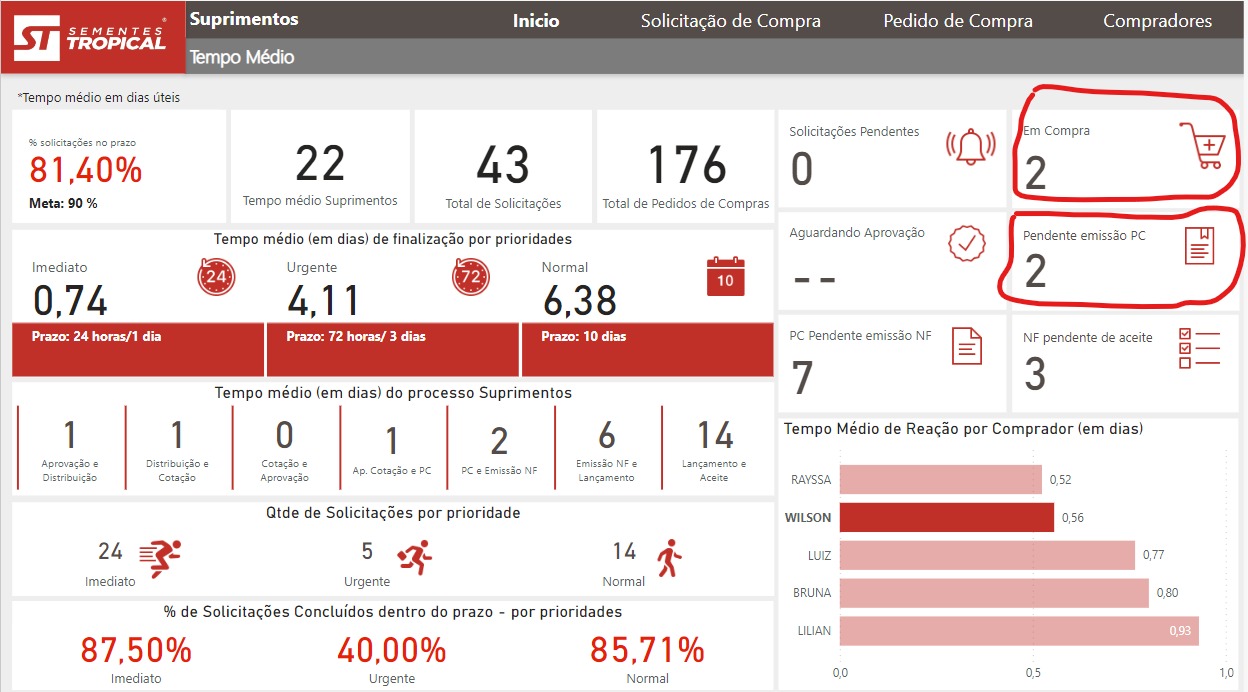 ST SEMENTES TROPICAL®
Suprimentos
Inicio
Solicitação de Compra
Pedido de Compra
Compradores
Tempo Médio
*Tempo médio em dias úteis
% solicitações no prazo
81,40%
Meta: 90 %
22
Tempo médio Suprimentos
43
Total de Solicitações
176
Total de Pedidos de Compras
Solicitações Pendentes
0
Em Compra
2
Aguardando Aprovação
--
Pendente emissão PC
2
PC Pendente emissão NF
7
NF pendente de aceite
3
Tempo médio (em dias) de finalização por prioridades
Imediato
24
0,74
Prazo: 24 horas/1 dia
Urgente
72
4,11
Prazo: 72 horas/ 3 dias
Normal
10
6,38
Prazo: 10 dias
Tempo médio (em dias) do processo Suprimentos
1
Aprovação e
Distribuição
1
Distribuição e
Cotação
0
Cotação e
Aprovação
1
Ap. Cotação e PC
2
PC e Emissão NF
6
Emissão NF e
Lançamento
14
Lançamento e
Aceite
Qtde de Solicitações por prioridade
24
Imediato
5
Urgente
14
Normal
% de Solicitações Concluídos dentro do prazo - por prioridades
87,50%
Imediato
40,00%
Urgente
85,71%
Normal
Tempo Médio de Reação por Comprador (em dias)
RAYSSA 0,52
WILSON 0,56
LUIZ 0,77
BRUNA 0,80
LILIAN 0,93
0,0 0,5 1,0